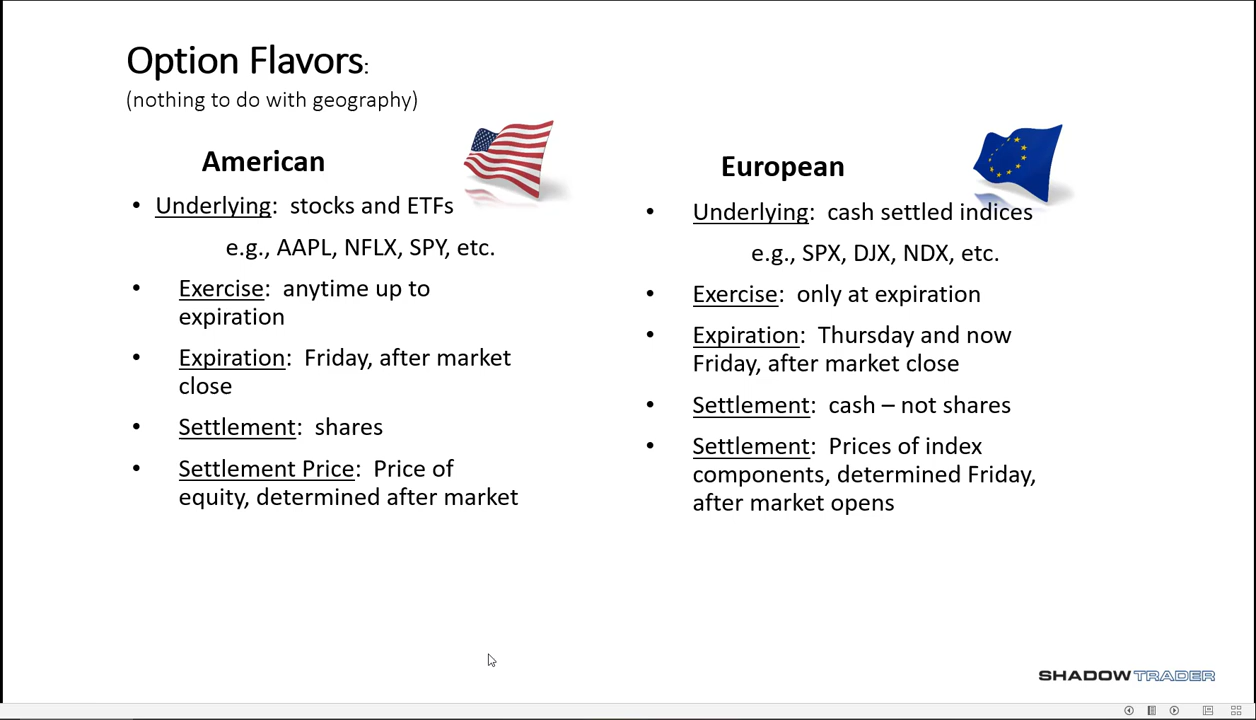 Option Flavors:
(nothing to do with geography)
American
• Underlying: stocks and ETFs
e.g., AAPL, NFLX, SPY, etc.
• Exercise: anytime up to
expiration
• Expiration: Friday, after market
close
• Settlement: shares
• Settlement Price: Price of
equity, determined after market
European
• Underlying: cash settled indices
e.g., SPX, DJX, NDX, etc.
• Exercise: only at expiration
• Expiration: Thursday and now
Friday, after market close
• Settlement: cash – not shares
• Settlement: Prices of index
components, determined Friday,
after market opens
SHADOWTRADER